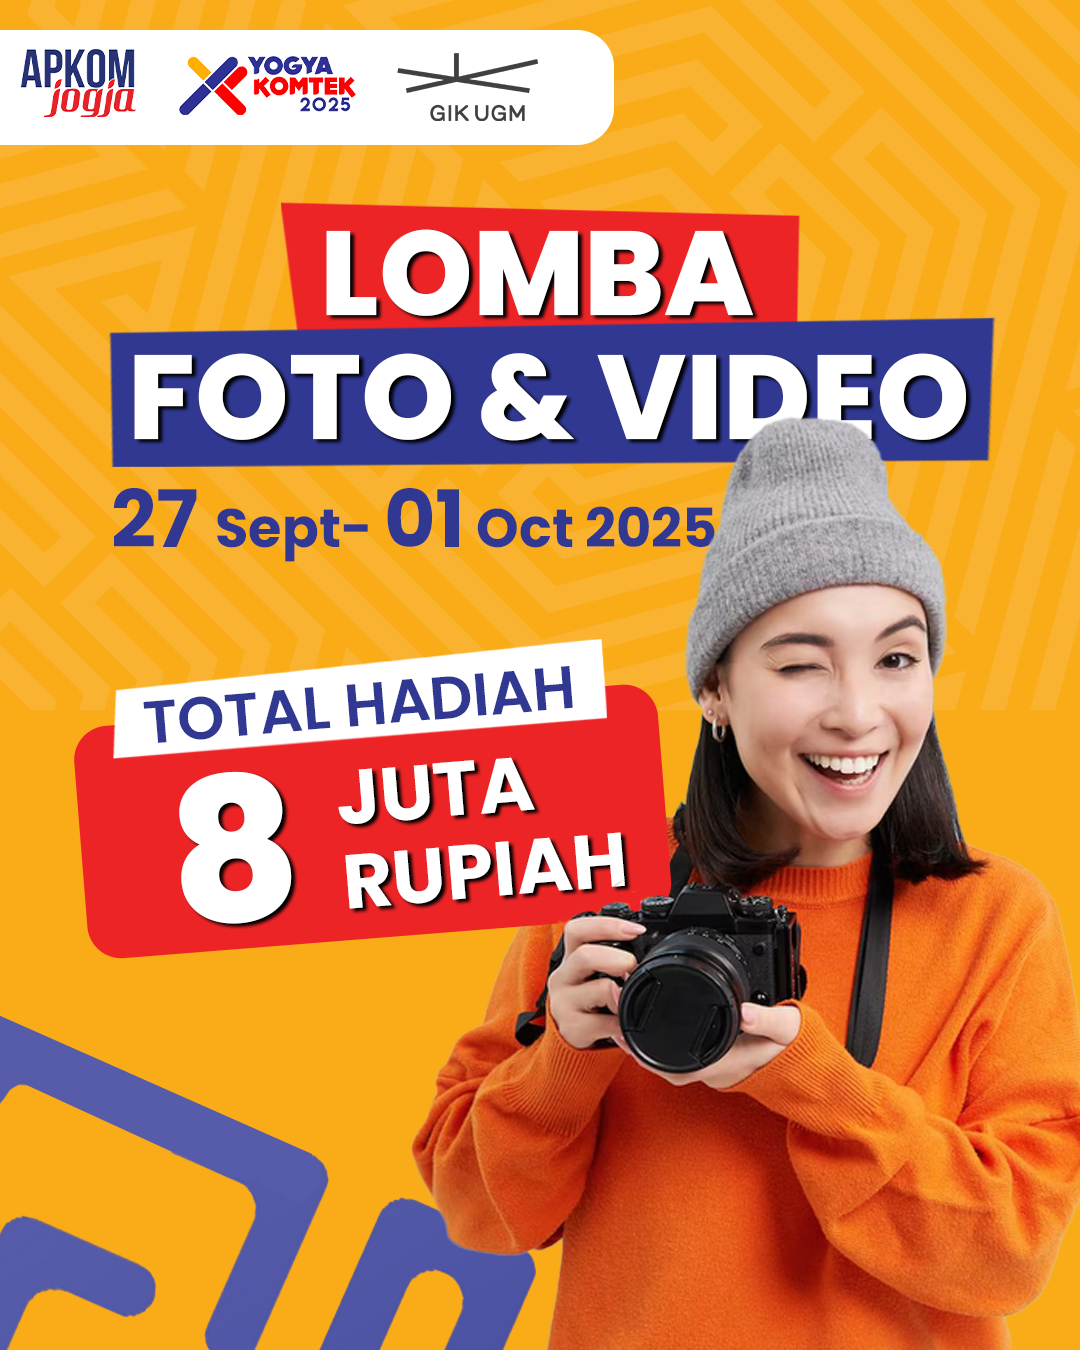 APKOM
jogja
YOGYA
KOMTEK
2025
GIK UGM
LOMBA
FOTO & VIDEO
27 Sept- 01 Oct 2025
TOTAL HADIAH
8 JUTA
RUPIAH